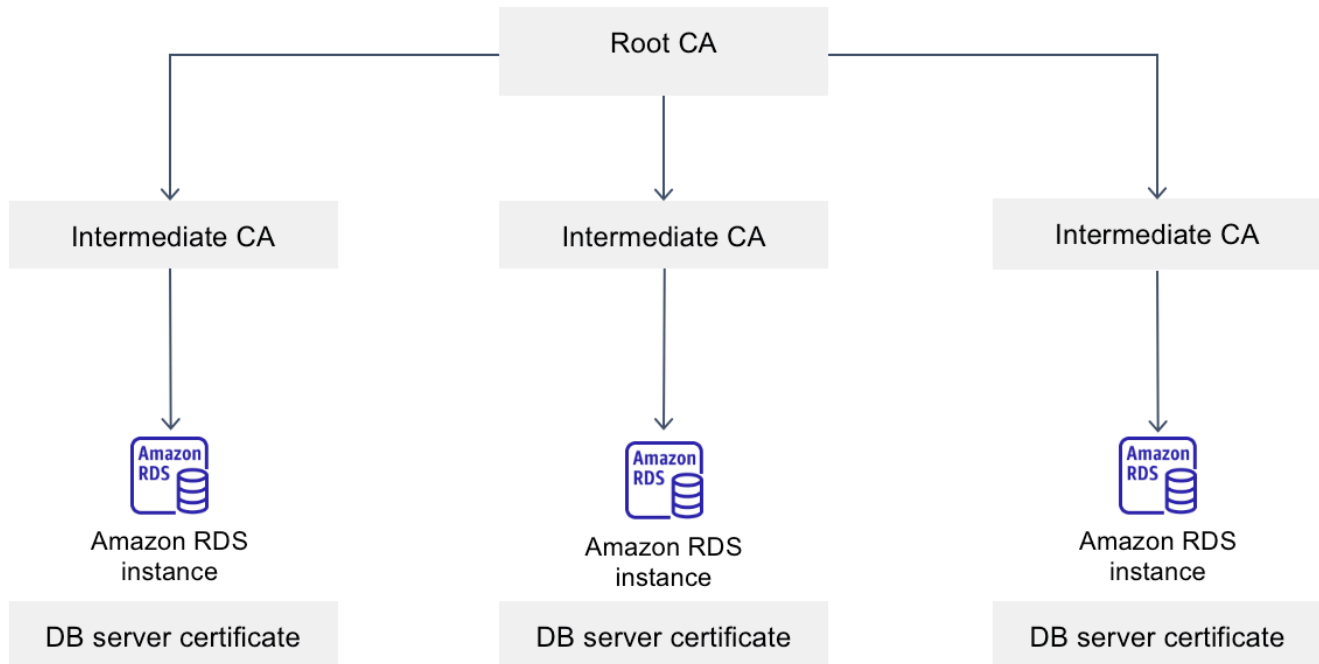 Root CA
Intermediate CA
Intermediate CA
Intermediate CA
Amazon
RDS
Amazon RDS
instance
DB server certificate
Amazon
RDS
Amazon RDS
instance
DB server certificate
Amazon
RDS
Amazon RDS
instance
DB server certificate